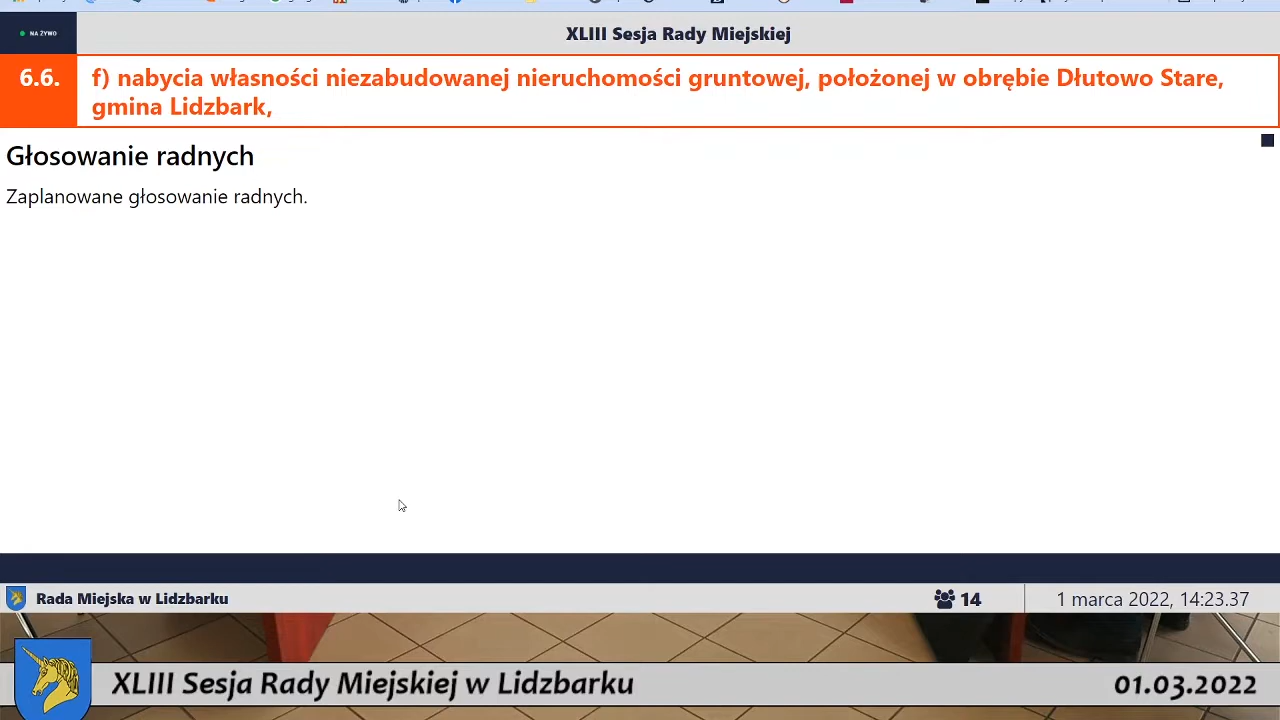 NA ŻYWO
XLIII Sesja Rady Miejskiej
6.6.
f) nabycia własności niezabudowanej nieruchomości gruntowej, położonej w obrębie Dłutowo Stare,
gmina Lidzbark,
Głosowanie radnych
Zaplanowane głosowanie radnych.
Rada Miejska w Lidzbarku
14
1 marca 2022, 14:23.37
XLIII Sesja Rady Miejskiej w Lidzbarku
01.03.2022